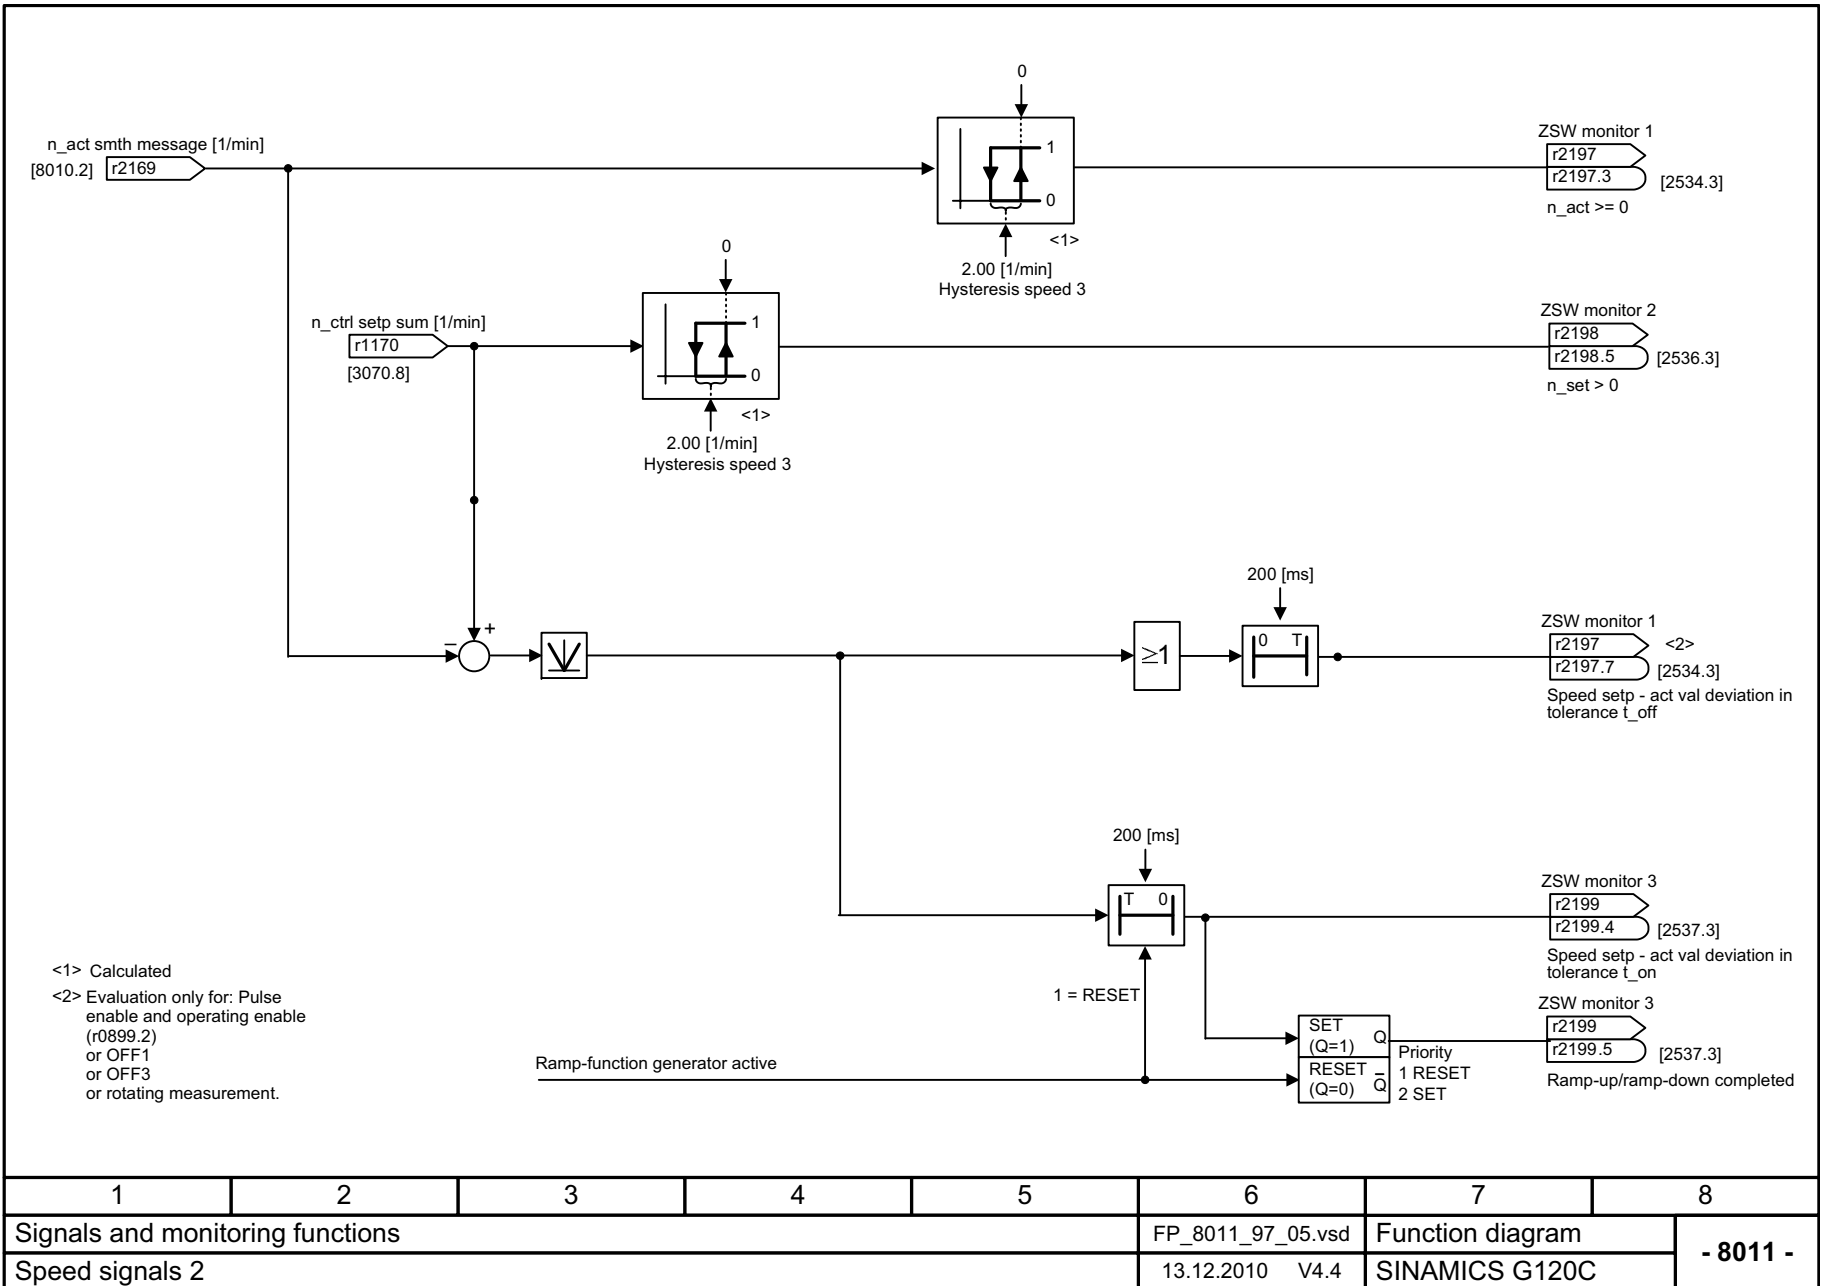 0
n_act smth message [1/min]
[8010.2] r2169
1
0
<1>
2.00 [1/min]
Hysteresis speed 3
ZSW monitor 1
r2197
r2197.3 [2534.3]
n_act >= 0
0
n_ctrl setp sum [1/min]
r1170
[3070.8]
1
0
<1>
2.00 [1/min]
Hysteresis speed 3
ZSW monitor 2
r2198
r2198.5 [2536.3]
n_set > 0
– +
≥1
200 [ms]
0 T
ZSW monitor 1
r2197 <2>
r2197.7 [2534.3]
Speed setp - act val deviation in
tolerance t_off
200 [ms]
T 0
1 = RESET
ZSW monitor 3
r2199
r2199.4 [2537.3]
Speed setp - act val deviation in
tolerance t_on
Ramp-function generator active
SET Q
(Q=1)
RESET Q̅
(Q=0)
Priority
1 RESET
2 SET
ZSW monitor 3
r2199
r2199.5 [2537.3]
Ramp-up/ramp-down completed
<1> Calculated
<2> Evaluation only for: Pulse
enable and operating enable
(r0899.2)
or OFF1
or OFF3
or rotating measurement.
1 2 3 4 5 6 7 8
Signals and monitoring functions FP_8011_97_05.vsd Function diagram - 8011 -
Speed signals 2 13.12.2010 V4.4 SINAMICS G120C